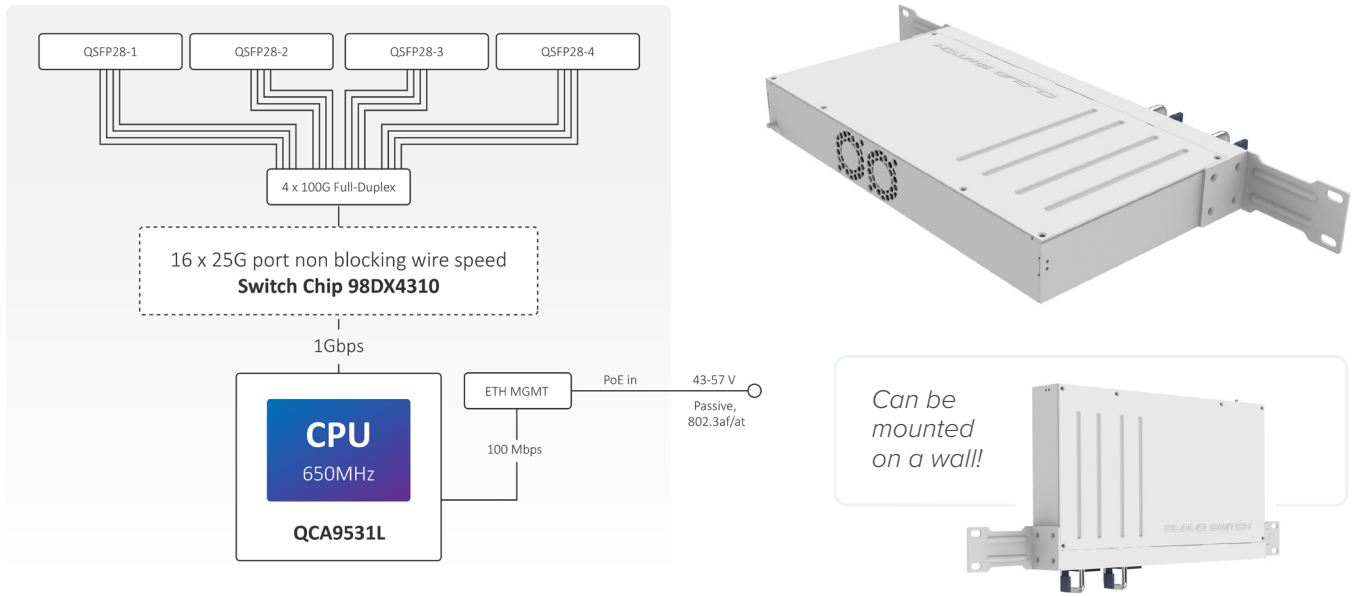 QSFP28-1
QSFP28-2
QSFP28-3
QSFP28-4
4 x 100G Full-Duplex
16 x 25G port non blocking wire speed
Switch Chip 98DX4310
1Gbps
CPU
650MHz
QCA9531L
ETH MGMT
100 Mbps
PoE in
43-57 V
Passive,
802.3af/at
CLOUD SWITCH
Can be
mounted
on a wall!
CLOUD SWITCH